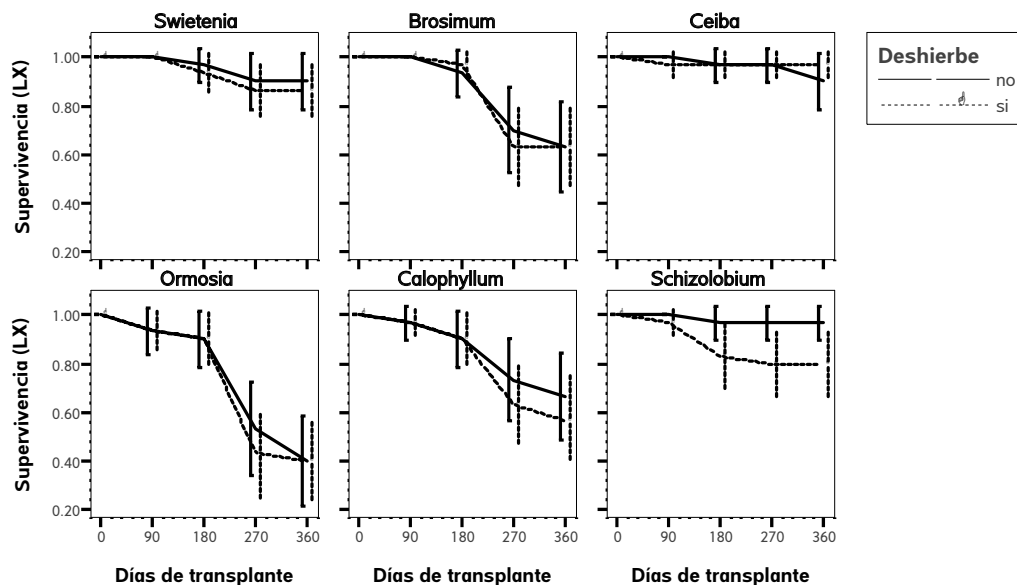 Swietenia Brosimum Ceiba
Deshierbe
no
si
Supervivencia (LX)
1.00
0.80
0.60
0.40
0.20
Ormosia Calophyllum Schizolobium
Supervivencia (LX)
1.00
0.80
0.60
0.40
0.20
0 90 180 270 360 0 90 180 270 360 0 90 180 270 360
Días de transplante Días de transplante Días de transplante